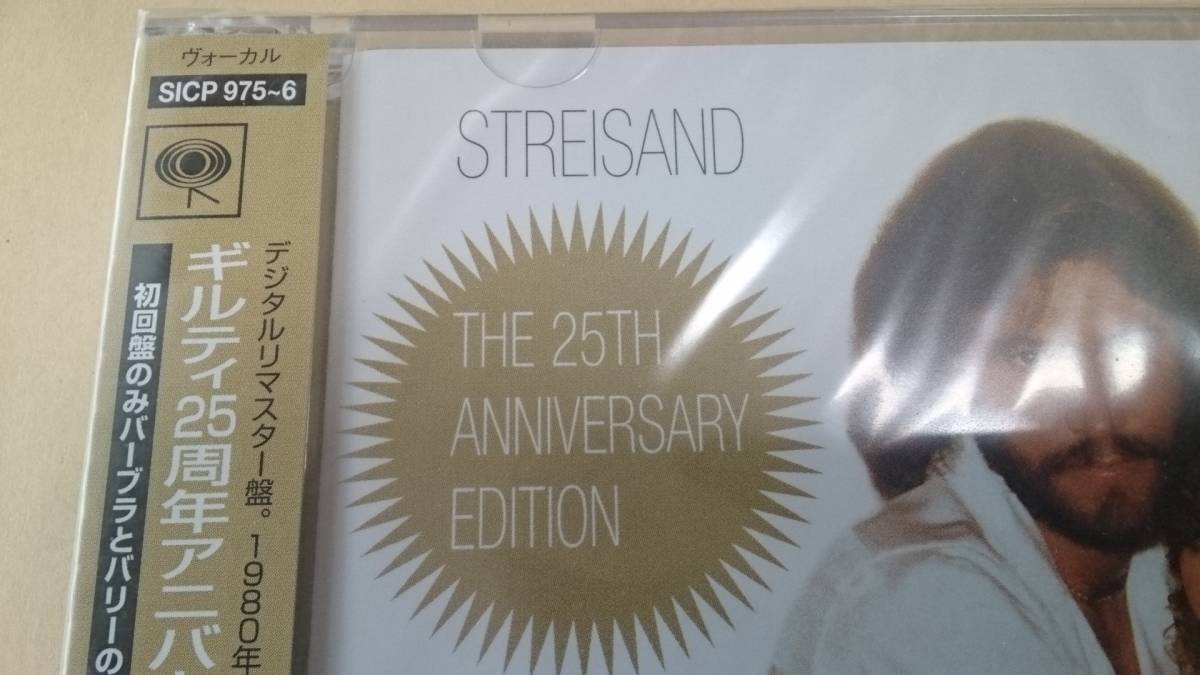 ヴォーカル
SICP 975~6
デジタルリマスター盤。1980年
ギルティ25周年アニバ
初回盤のみバーブラとバリーの
STREISAND
THE 25TH
ANNIVERSARY
EDITION